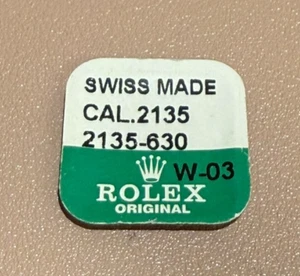 SWISS MADE
CAL.2135
2135-630
W-03
ROLEX
ORIGINAL